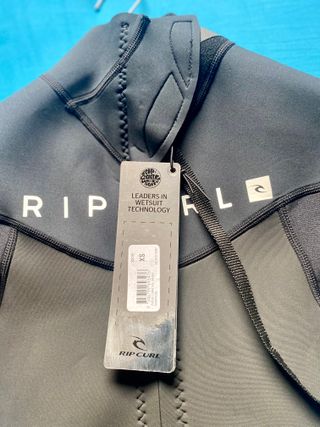 RIP CURL
LEADERS IN
WETSUIT
TECHNOLOGY
XS
RIP CURL